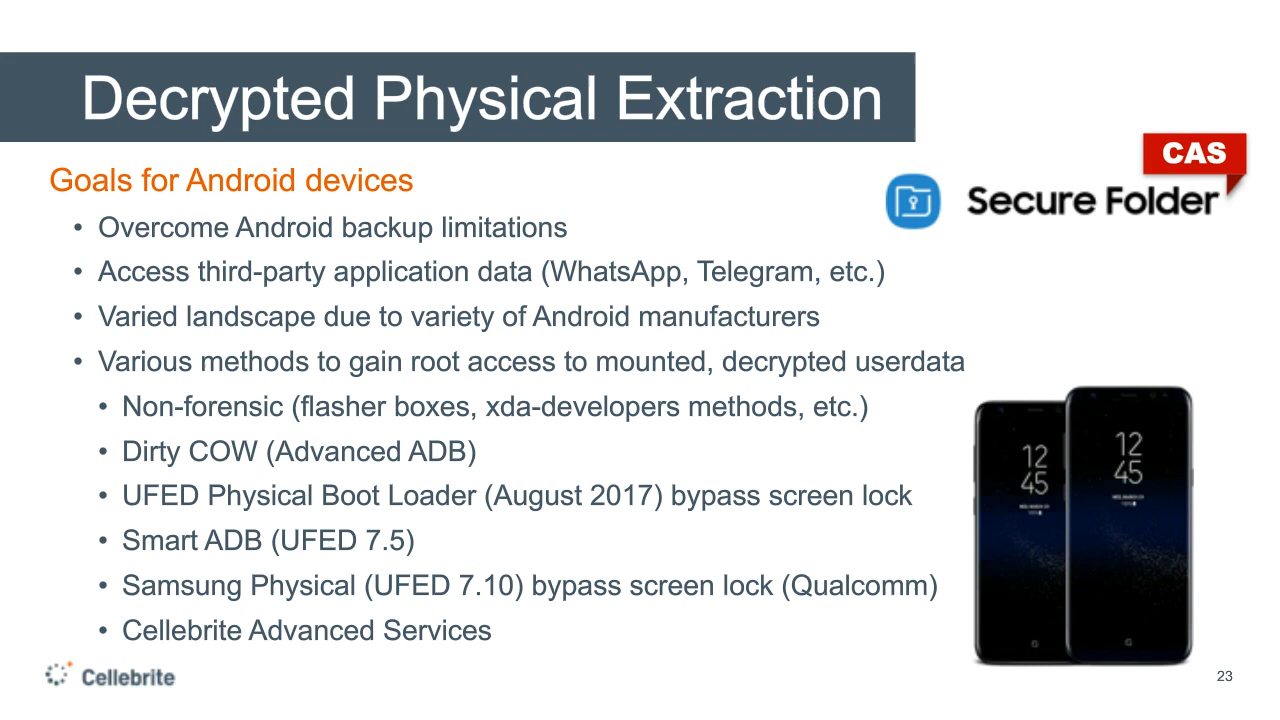 Decrypted Physical Extraction
CAS
Goals for Android devices
Secure Folder
• Overcome Android backup limitations
• Access third-party application data (WhatsApp, Telegram, etc.)
• Varied landscape due to variety of Android manufacturers
• Various methods to gain root access to mounted, decrypted userdata
• Non-forensic (flasher boxes, xda-developers methods, etc.)
• Dirty COW (Advanced ADB)
• UFED Physical Boot Loader (August 2017) bypass screen lock
• Smart ADB (UFED 7.5)
• Samsung Physical (UFED 7.10) bypass screen lock (Qualcomm)
• Cellebrite Advanced Services
12
45
12
45
Cellebrite
23